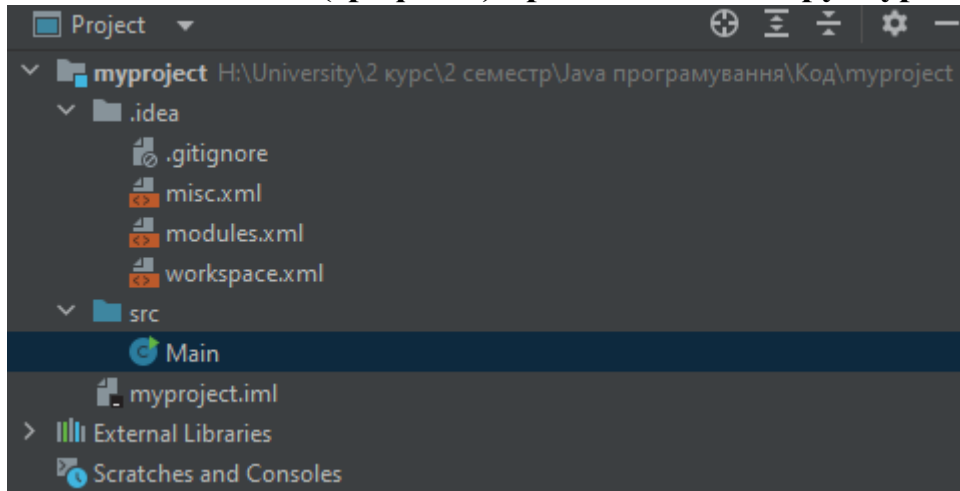 Project
myproject H:\University\2 курс\2 семестр\Java програмування\Код\myproject
.idea
.gitignore
misc.xml
modules.xml
workspace.xml
src
Main
myproject.iml
External Libraries
Scratches and Consoles